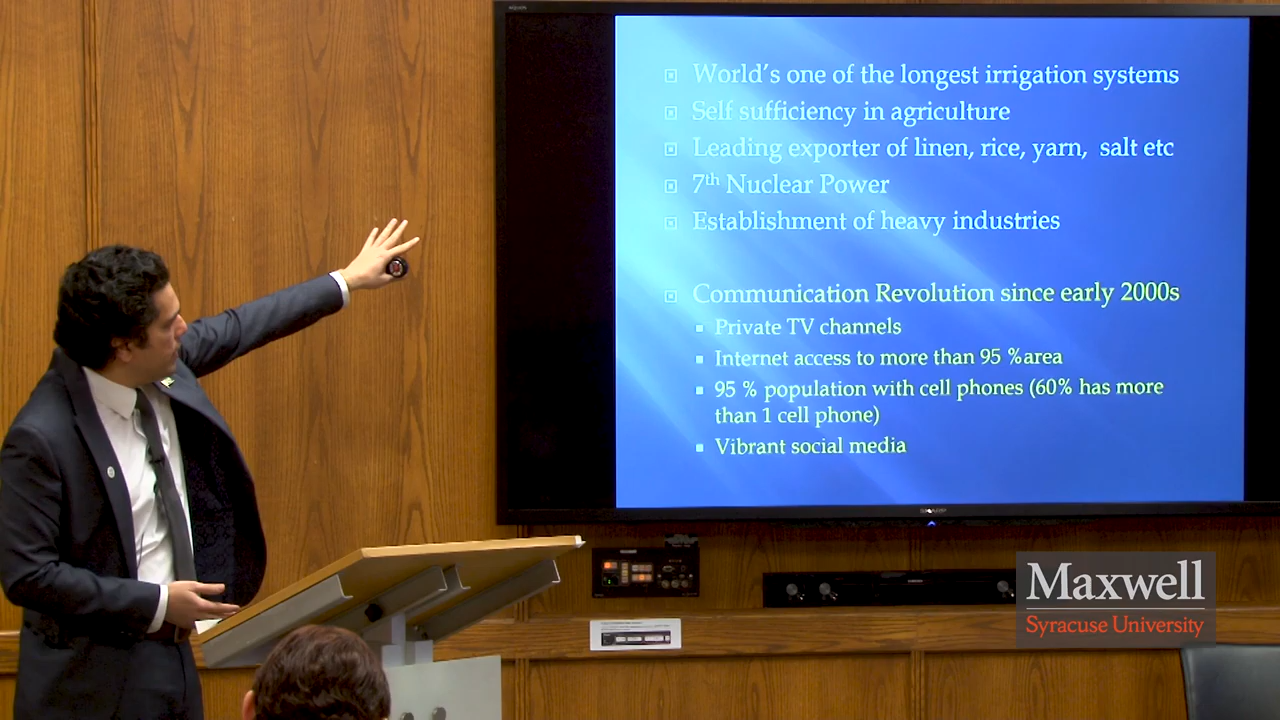 World's one of the longest irrigation systems
Self sufficiency in agriculture
Leading exporter of linen, rice, yarn, salt etc
7th Nuclear Power
Establishment of heavy industries
Communication Revolution since early 2000s
Private TV channels
Internet access to more than 95 %area
95 % population with cell phones (60% has more
than 1 cell phone)
Vibrant social media
SHARP
Maxwell
Syracuse University